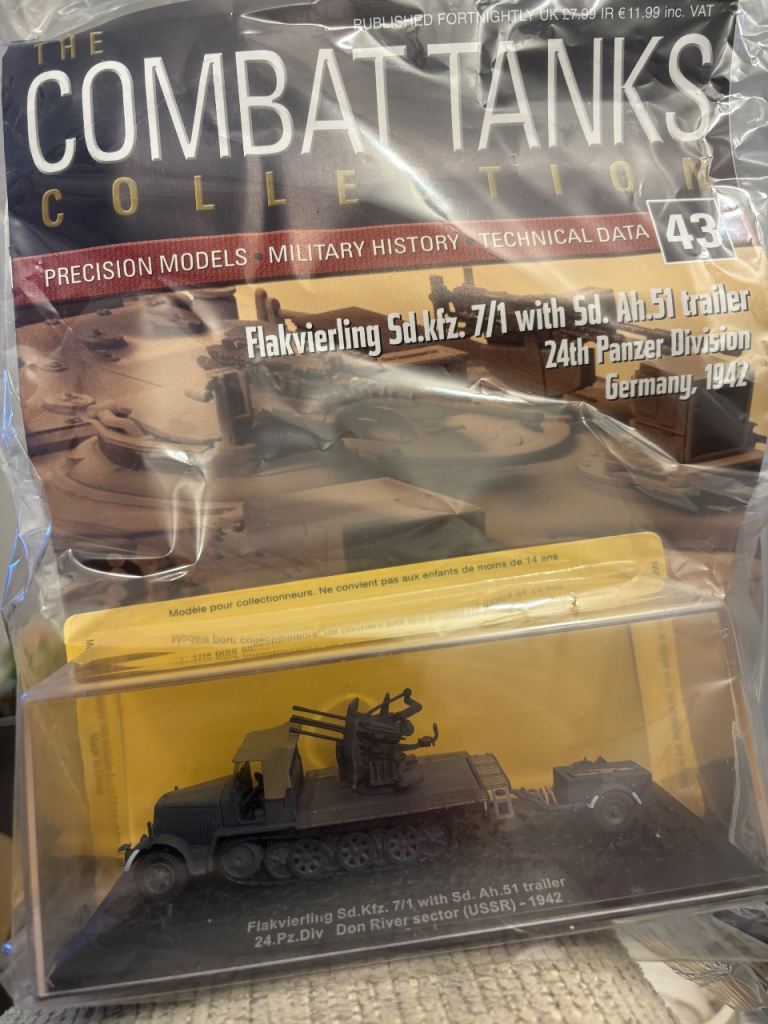 PUBLISHED FORTNIGHTLY UK £7.99 IR €11.99 inc. VAT
THE
COMBAT TANKS
COLLECTION
43
PRECISION MODELS • MILITARY HISTORY • TECHNICAL DATA
Flakvierling Sd.kfz. 7/1 with Sd. Ah.51 trailer
24th Panzer Division
Germany, 1942
Modèle pour collectionneurs. Ne convient pas aux enfants de moins de 14 ans
Made in China
Flakvierling Sd.Kfz. 7/1 with Sd. Ah.51 trailer
24.Pz.Div Don River sector (USSR) - 1942